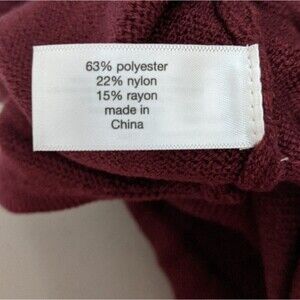 63% polyester
22% nylon
15% rayon
made in
China